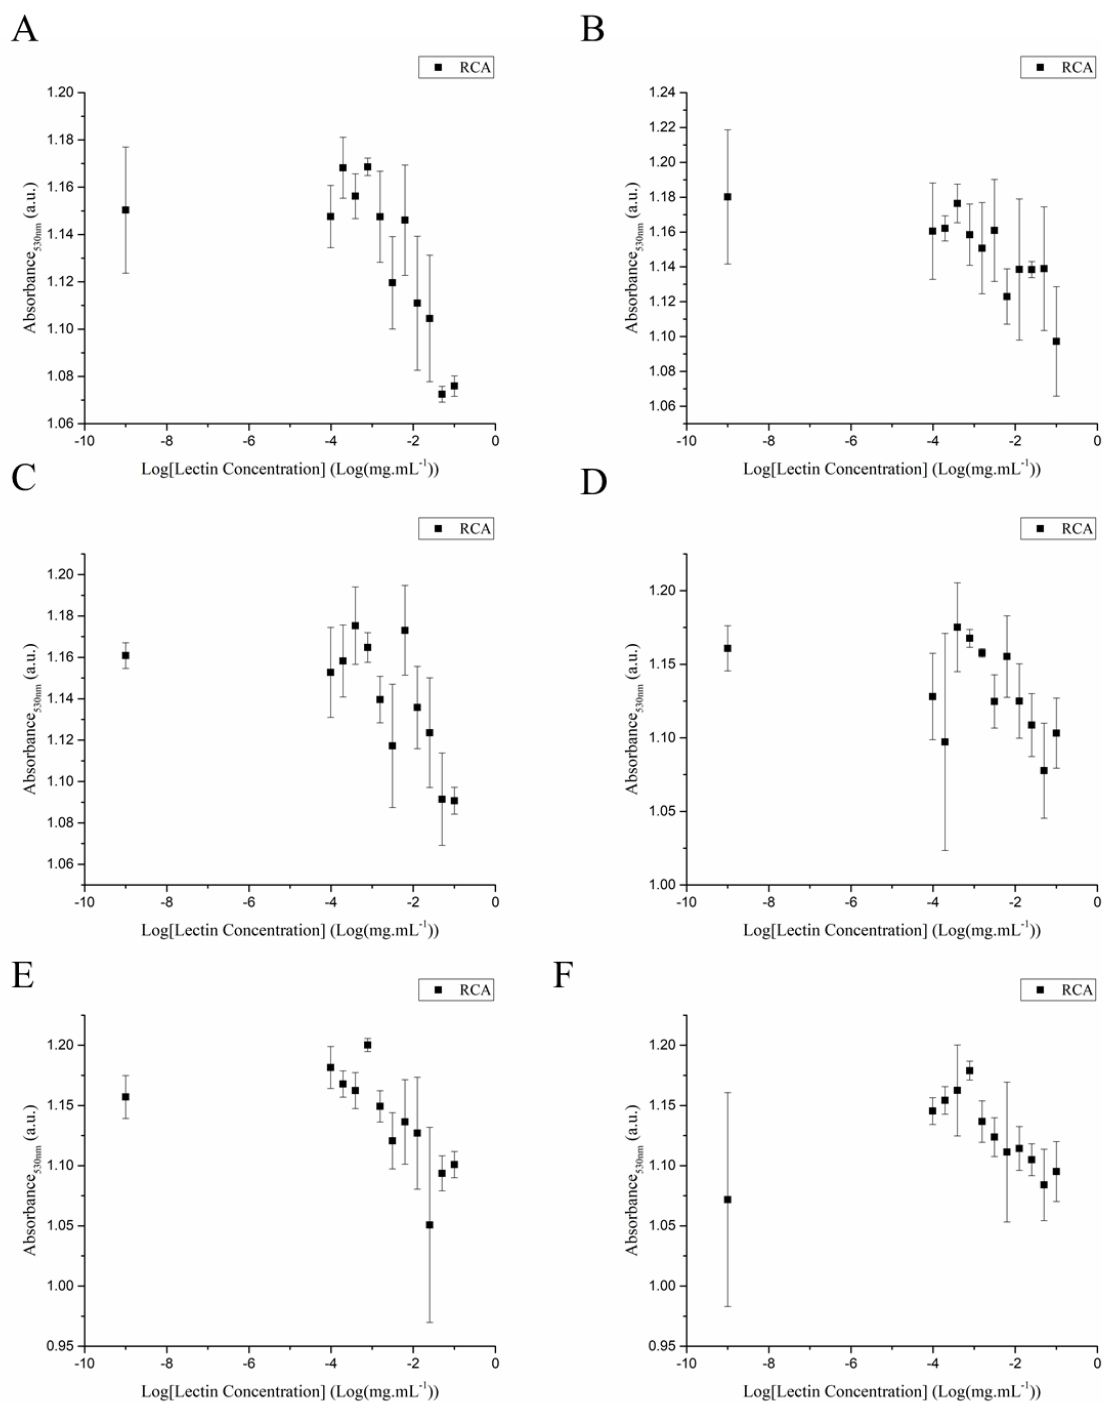 A
RCA
1.20
1.18
1.16
1.14
1.12
1.10
1.08
1.06
Absorbance530nm (a.u.)
-10 -8 -6 -4 -2 0
Log[Lectin Concentration] (Log(mg.mL-1))
B
RCA
1.24
1.22
1.20
1.18
1.16
1.14
1.12
1.10
1.08
1.06
Absorbance530nm (a.u.)
-10 -8 -6 -4 -2 0
Log[Lectin Concentration] (Log(mg.mL-1))
C
RCA
1.20
1.18
1.16
1.14
1.12
1.10
1.08
1.06
Absorbance530nm (a.u.)
-10 -8 -6 -4 -2 0
Log[Lectin Concentration] (Log(mg.mL-1))
D
RCA
1.20
1.15
1.10
1.05
1.00
Absorbance530nm (a.u.)
-10 -8 -6 -4 -2 0
Log[Lectin Concentration] (Log(mg.mL-1))
E
RCA
1.20
1.15
1.10
1.05
1.00
0.95
Absorbance530nm (a.u.)
-10 -8 -6 -4 -2 0
Log[Lectin Concentration] (Log(mg.mL-1))
F
RCA
1.20
1.15
1.10
1.05
1.00
0.95
Absorbance530nm (a.u.)
-10 -8 -6 -4 -2 0
Log[Lectin Concentration] (Log(mg.mL-1))